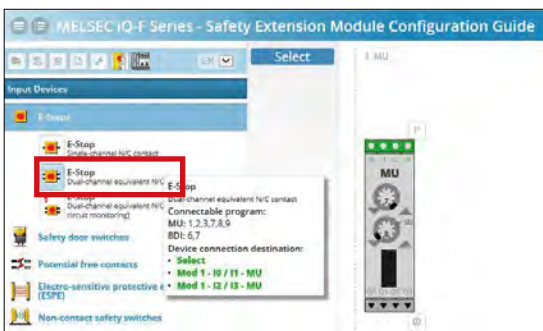 MELSEC iQ-F Series - Safety Extension Module Configuration Guide
EN
Select
1 MU
Input Devices
E-Stops
E-Stop
Single-channel N/C contact
E-Stop
Dual-channel equivalent N/C
E-Stop
Dual-channel equivalent N/C
circuit monitoring)
Safety door switches
Potential free contacts
Electro-sensitive protective e
(ESPE)
Non-contact safety switches
E-Stop
Dual-channel equivalent N/C contact
Connectable program:
MU: 1,2,3,7,8,9
8DI: 6,7
Device connection destination:
• Select
• Mod 1 - I0 / I1 - MU
• Mod 1 - I2 / I3 - MU
MU